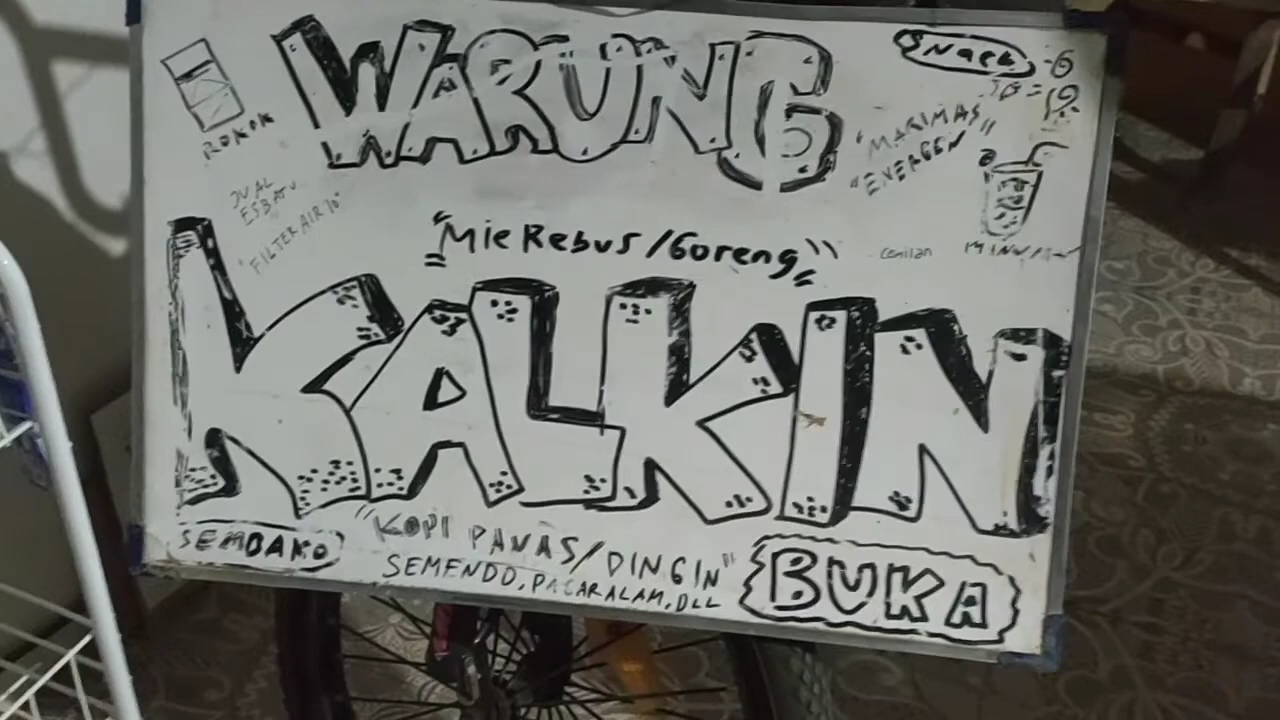 WARUNG
Snack
ROKOK
"MARIMAS"
"ENERGEN"
JUAL
ESBATU
"FILTER AIR 10"
"Mie Rebus/Goreng"
Cemilan
MINUMAN
KALKIN
SEMBAKO
"KOPI PANAS/DINGIN"
SEMENDO, PAGARALAM, DLL
BUKA